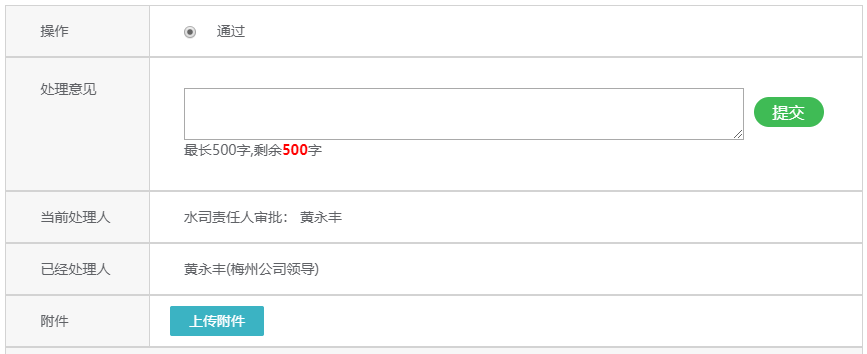 操作 通过
处理意见
提交
最长500字,剩余500字
当前处理人 水司责任人审批： 黄永丰
已经处理人 黄永丰(梅州公司领导)
附件 上传附件